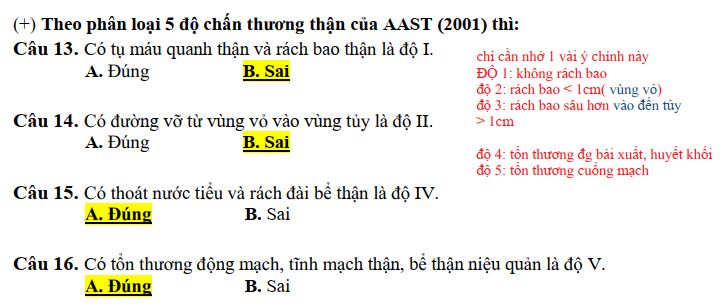 (+) Theo phân loại 5 độ chấn thương thận của AAST (2001) thì:
Câu 13. Có tụ máu quanh thận và rách bao thận là độ I.
A. Đúng B. Sai
Câu 14. Có đường vỡ từ vùng vỏ vào vùng tủy là độ II.
A. Đúng B. Sai
Câu 15. Có thoát nước tiểu và rách đài bể thận là độ IV.
A. Đúng B. Sai
Câu 16. Có tổn thương động mạch, tĩnh mạch thận, bể thận niệu quản là độ V.
A. Đúng B. Sai
chỉ cần nhớ 1 vài ý chính này
ĐỘ 1: không rách bao
độ 2: rách bao < 1cm( vùng vỏ)
độ 3: rách bao sâu hơn vào đến tủy
> 1cm
độ 4: tổn thương đg bài xuất, huyết khối
độ 5: tổn thương cuống mạch